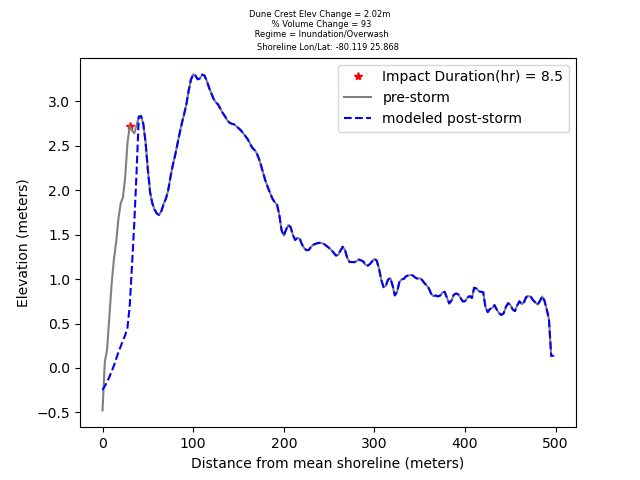 Dune Crest Elev Change = 2.02m
% Volume Change = 93
Regime = Inundation/Overwash
Shoreline Lon/Lat: -80.119 25.868
Impact Duration(hr) = 8.5
pre-storm
modeled post-storm
Elevation (meters)
3.0
2.5
2.0
1.5
1.0
0.5
0.0
−0.5
0 100 200 300 400 500
Distance from mean shoreline (meters)